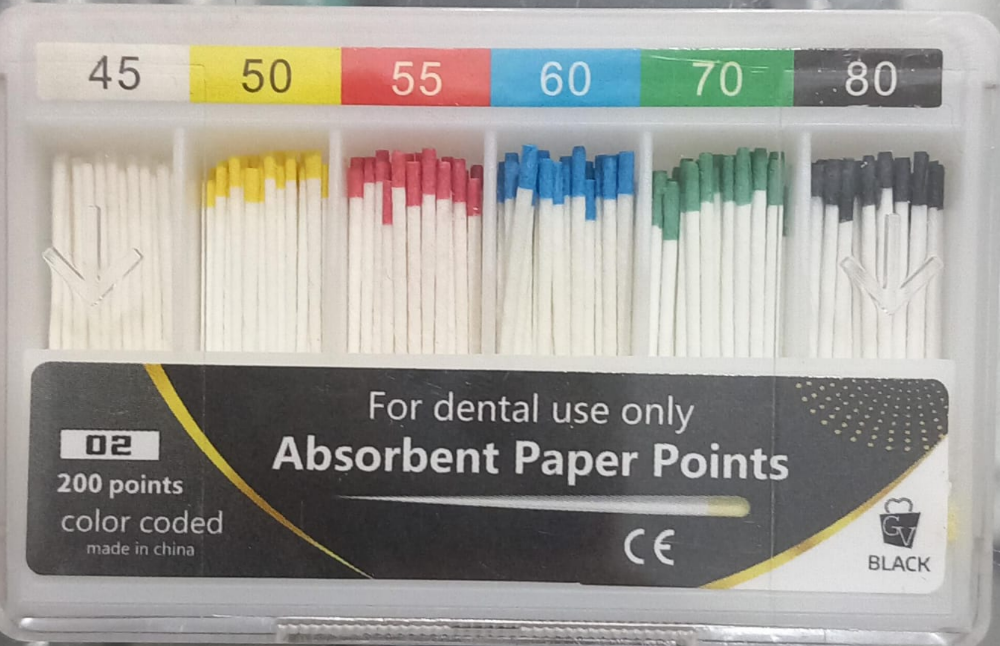 45 50 55 60 70 80
For dental use only
Absorbent Paper Points
02
200 points
color coded
made in china
CE
GV
BLACK